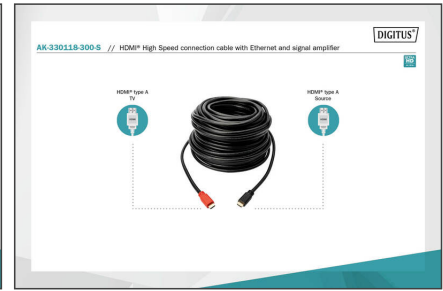 DIGITUS®
AK-330118-300-S // HDMI® High Speed connection cable with Ethernet and signal amplifier
HD
HDMI® type A
TV
HDMI® type A
Source